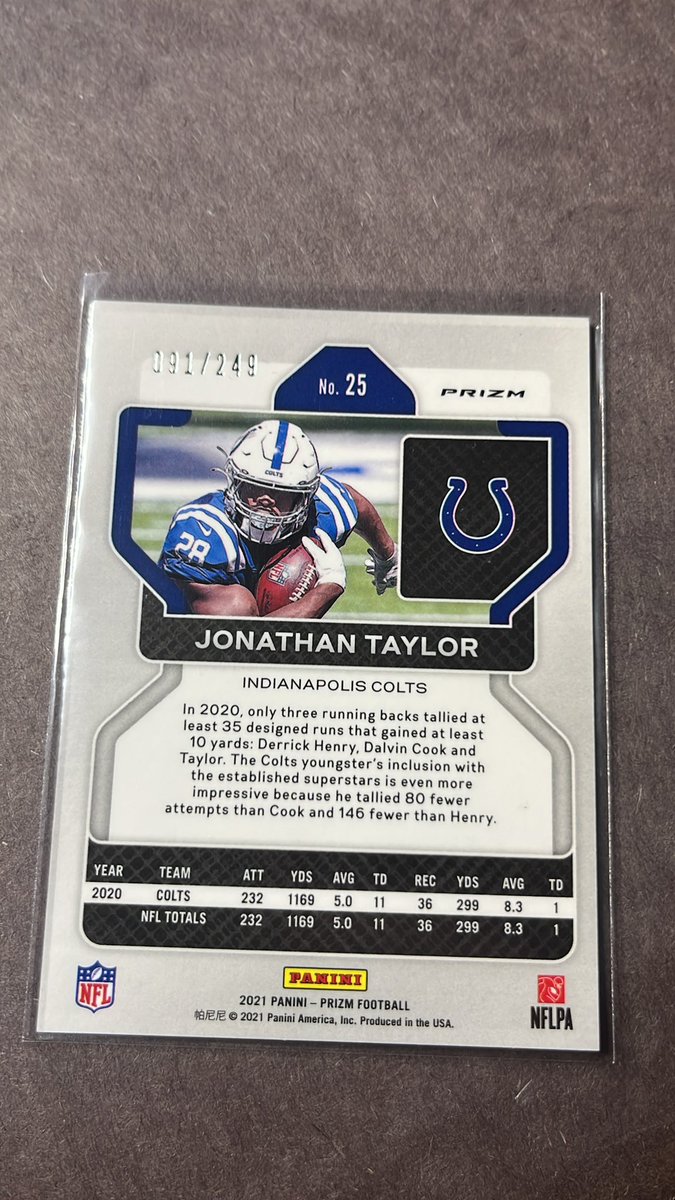 091/249
No. 25
PRIZM
COLTS
28
JONATHAN TAYLOR
INDIANAPOLIS COLTS
In 2020, only three running backs tallied at
least 35 designed runs that gained at least
10 yards: Derrick Henry, Dalvin Cook and
Taylor. The Colts youngster's inclusion with
the established superstars is even more
impressive because he tallied 80 fewer
attempts than Cook and 146 fewer than Henry.
YEAR TEAM ATT YDS AVG TD REC YDS AVG TD
2020 COLTS 232 1169 5.0 11 36 299 8.3 1
NFL TOTALS 232 1169 5.0 11 36 299 8.3 1
NFL
PANINI
2021 PANINI – PRIZM FOOTBALL
帕尼尼 © 2021 Panini America, Inc. Produced in the USA.
NFLPA